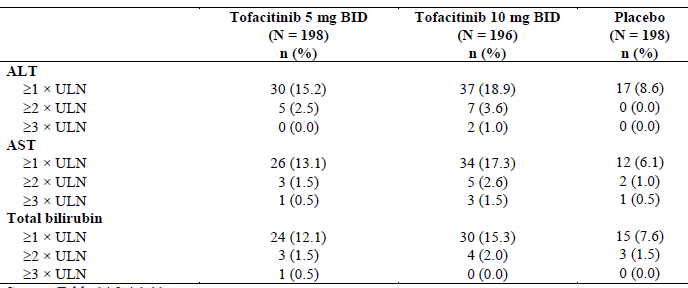 Tofacitinib 5 mg BID Tofacitinib 10 mg BID Placebo
(N = 198) (N = 196) (N = 198)
n (%) n (%) n (%)
ALT
≥1 × ULN 30 (15.2) 37 (18.9) 17 (8.6)
≥2 × ULN 5 (2.5) 7 (3.6) 0 (0.0)
≥3 × ULN 0 (0.0) 2 (1.0) 0 (0.0)
AST
≥1 × ULN 26 (13.1) 34 (17.3) 12 (6.1)
≥2 × ULN 3 (1.5) 5 (2.6) 2 (1.0)
≥3 × ULN 1 (0.5) 3 (1.5) 1 (0.5)
Total bilirubin
≥1 × ULN 24 (12.1) 30 (15.3) 15 (7.6)
≥2 × ULN 3 (1.5) 4 (2.0) 3 (1.5)
≥3 × ULN 1 (0.5) 0 (0.0) 0 (0.0)